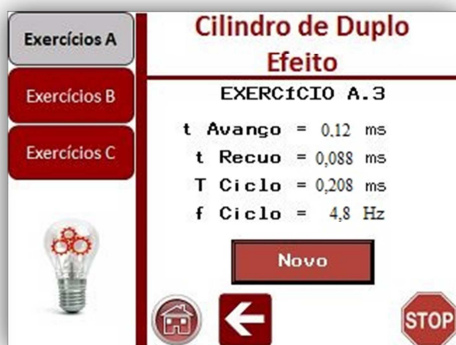 Exercícios A
Exercícios B
Exercícios C
Cilindro de Duplo
Efeito
EXERCíCIO A.3
t Avanço = 0.12 ms
t Recuo = 0,088 ms
T Ciclo = 0,208 ms
f Ciclo = 4,8 Hz
Novo
STOP